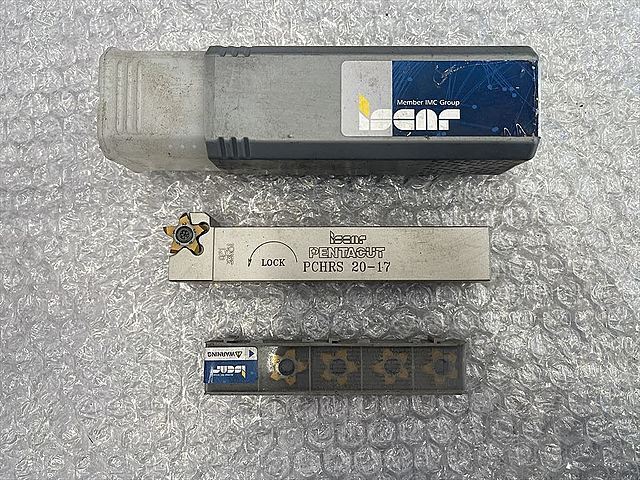 Member IMC Group
iscar
iscar
PENTACUT
LOCK
PCHRS 20-17
WARNING
iscar